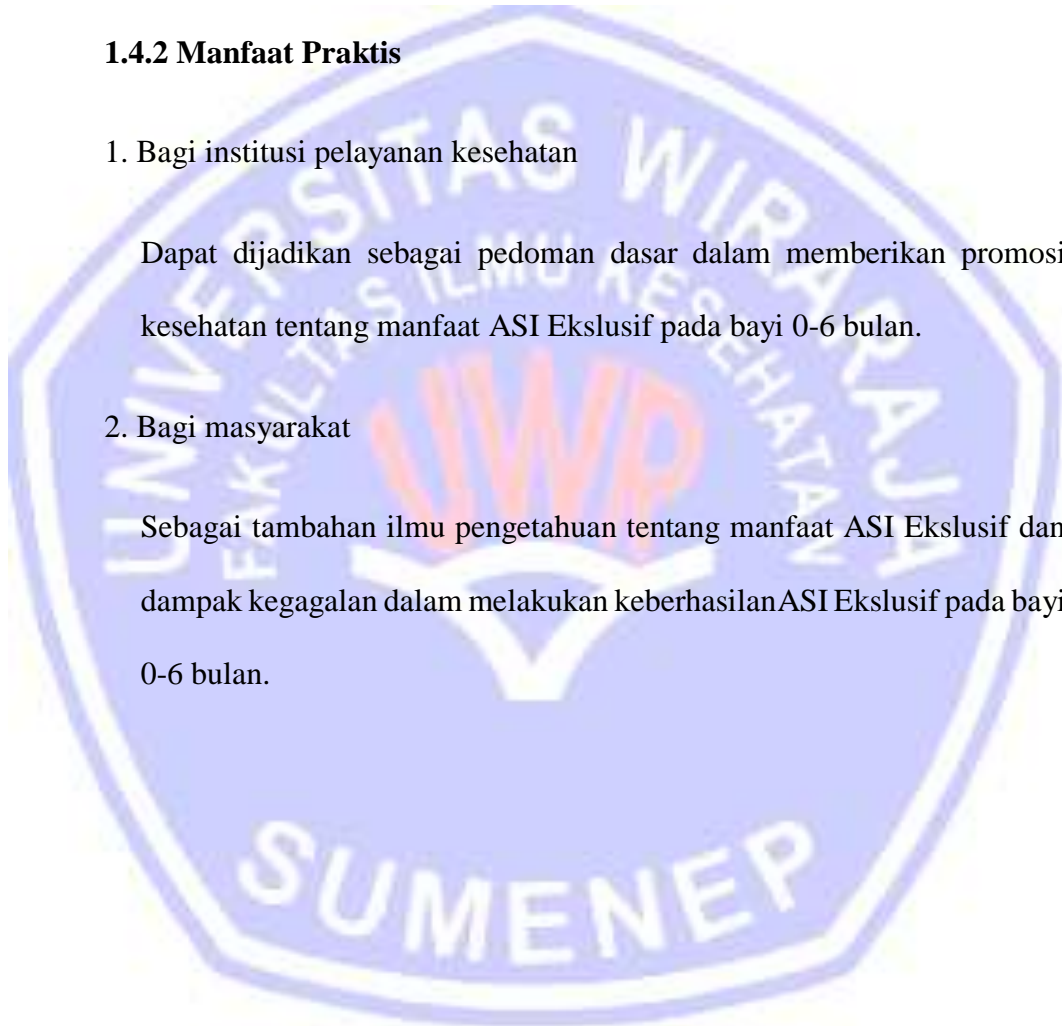 1.4.2 Manfaat Praktis
1. Bagi institusi pelayanan kesehatan
Dapat dijadikan sebagai pedoman dasar dalam memberikan promosi
kesehatan tentang manfaat ASI Ekslusif pada bayi 0-6 bulan.
2. Bagi masyarakat
Sebagai tambahan ilmu pengetahuan tentang manfaat ASI Ekslusif dan
dampak kegagalan dalam melakukan keberhasilanASI Ekslusif pada bayi
0-6 bulan.
UNIVERSITAS WIRARAJA
FAKULTAS ILMU KESEHATAN
UWR
SUMENEP